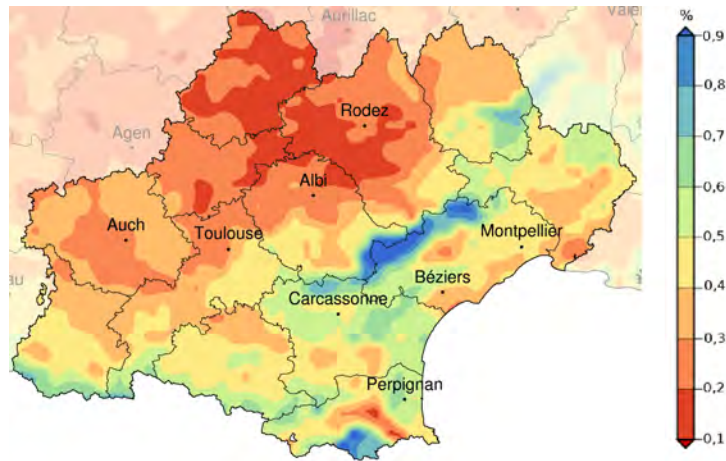 Aurillac
%
0,9
Rodez
0,8
Agen
0,7
Albi
0,6
Auch
Toulouse
Montpellier
0,5
au
Béziers
Carcassonne
0,4
0,3
Perpignan
0,2
0,1